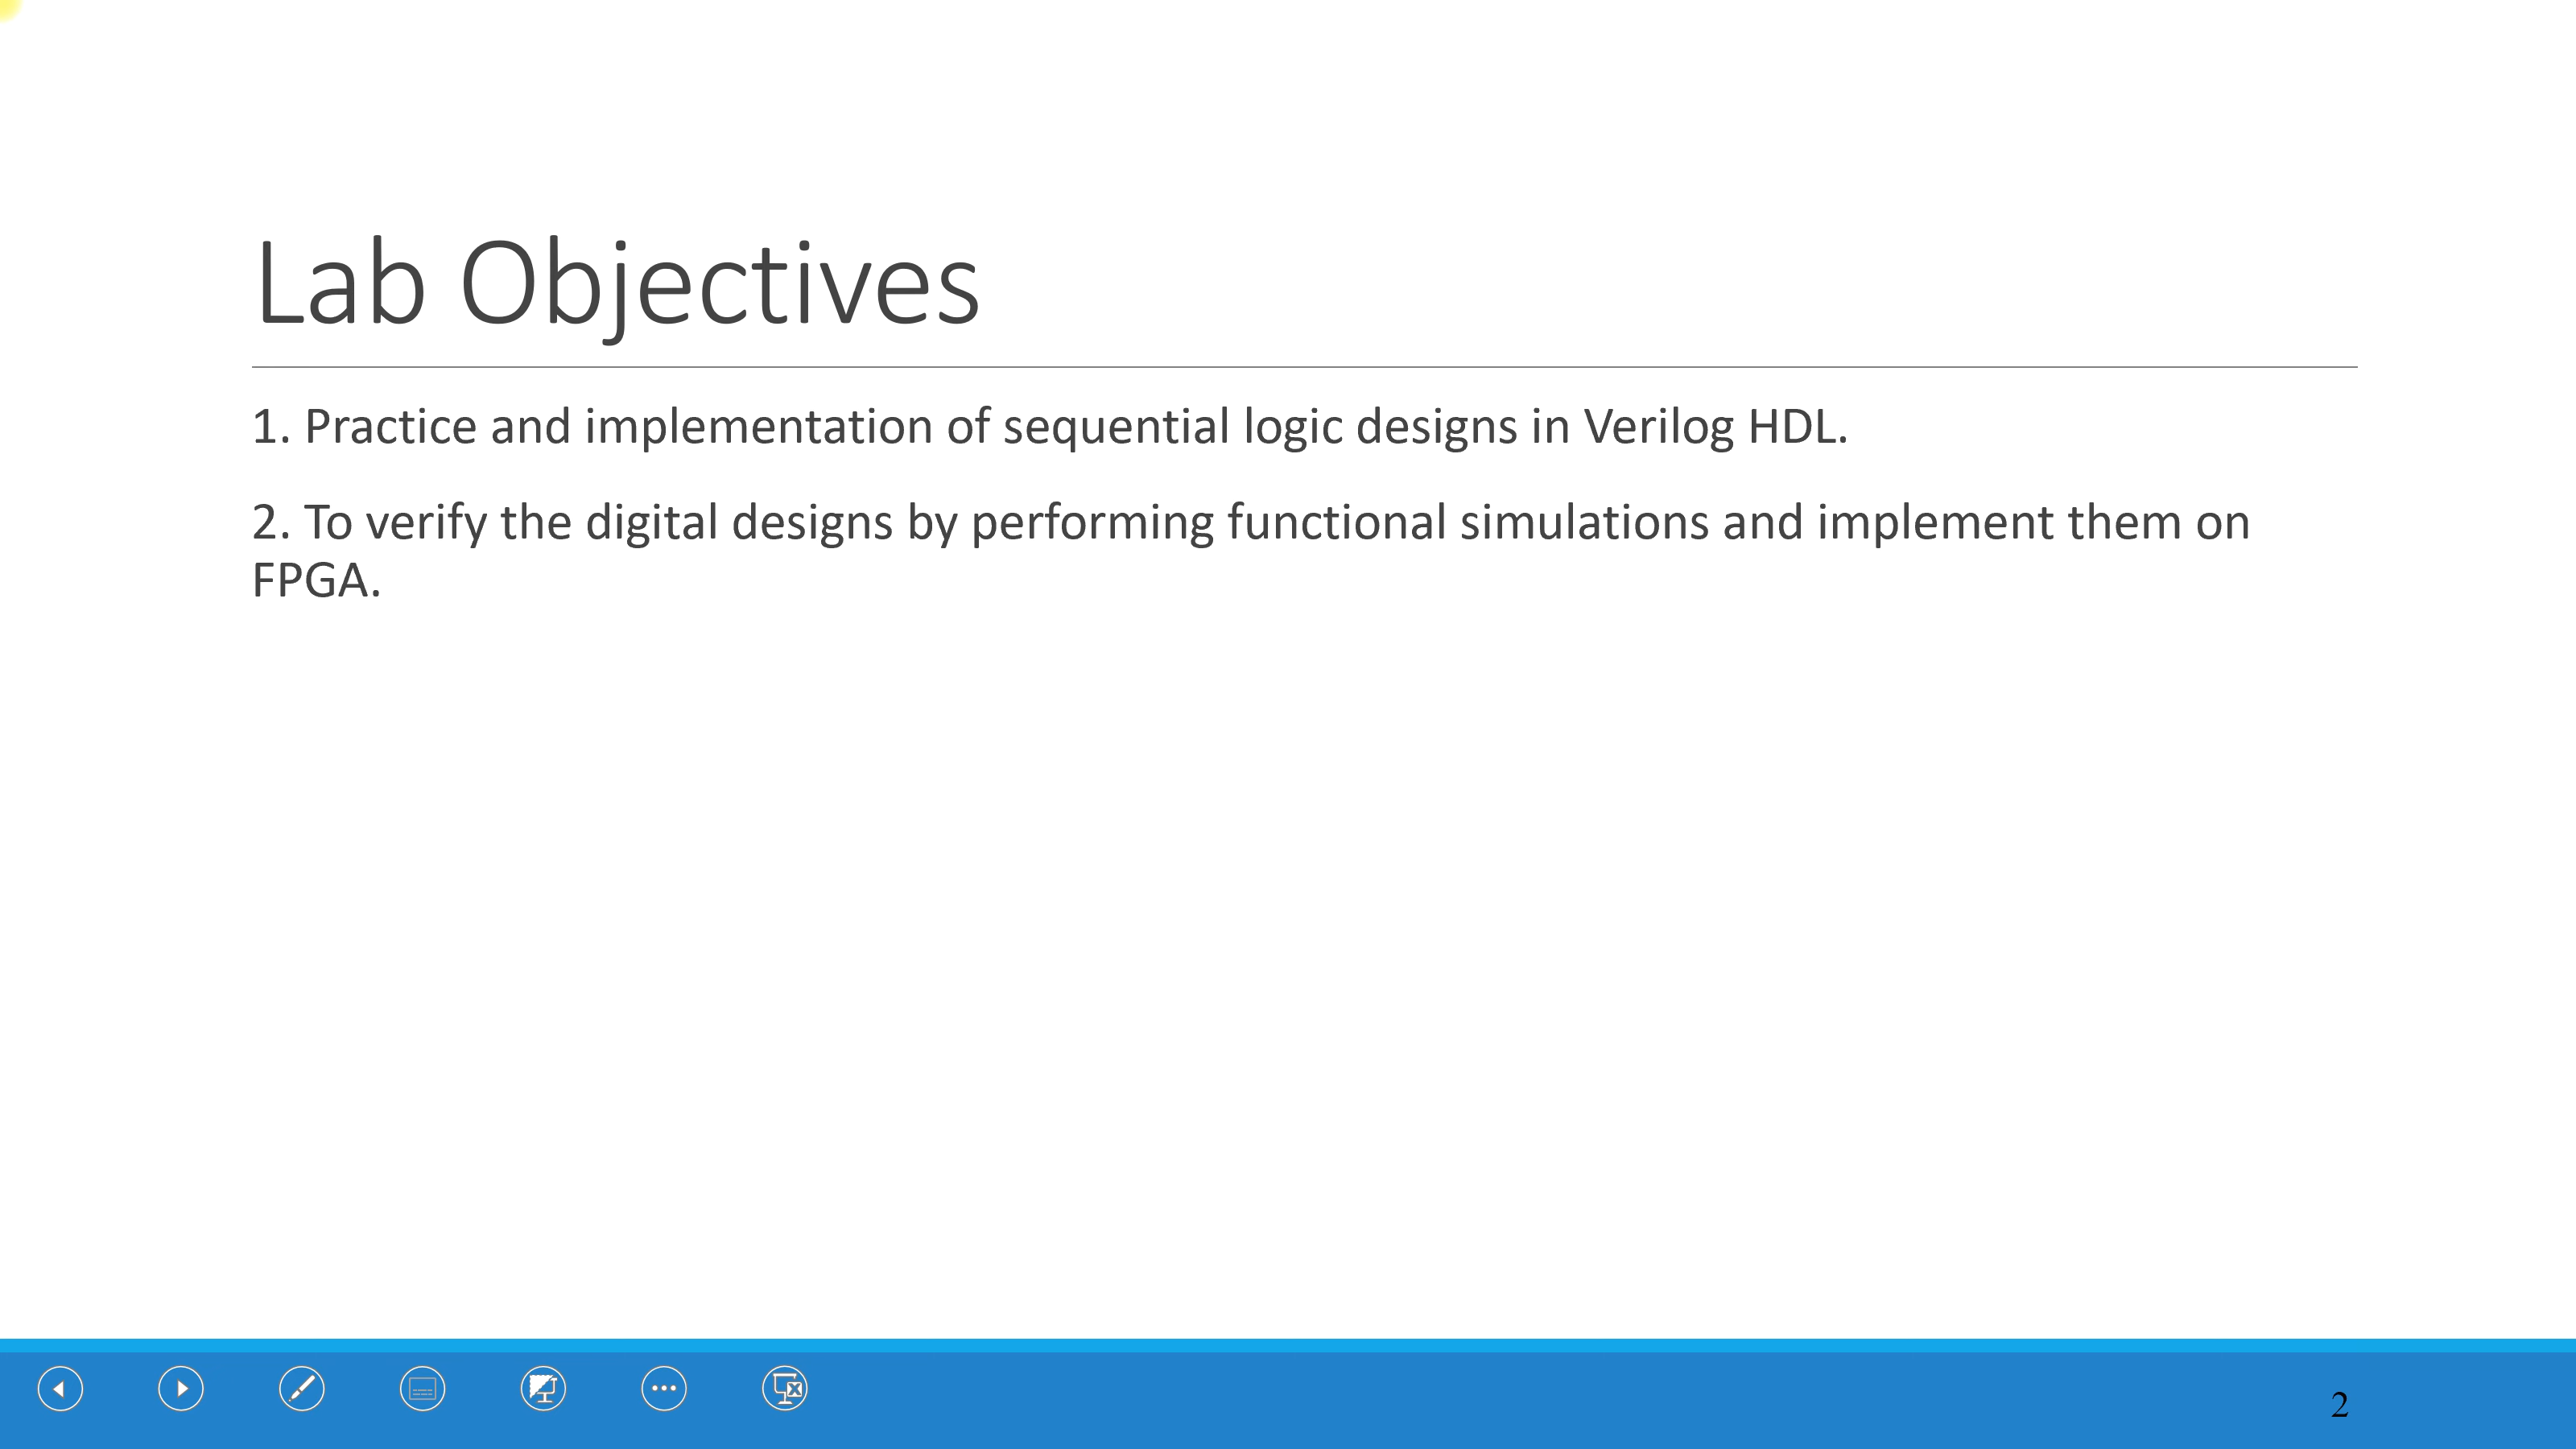 Lab Objectives
1. Practice and implementation of sequential logic designs in Verilog HDL.
2. To verify the digital designs by performing functional simulations and implement them on
FPGA.
2